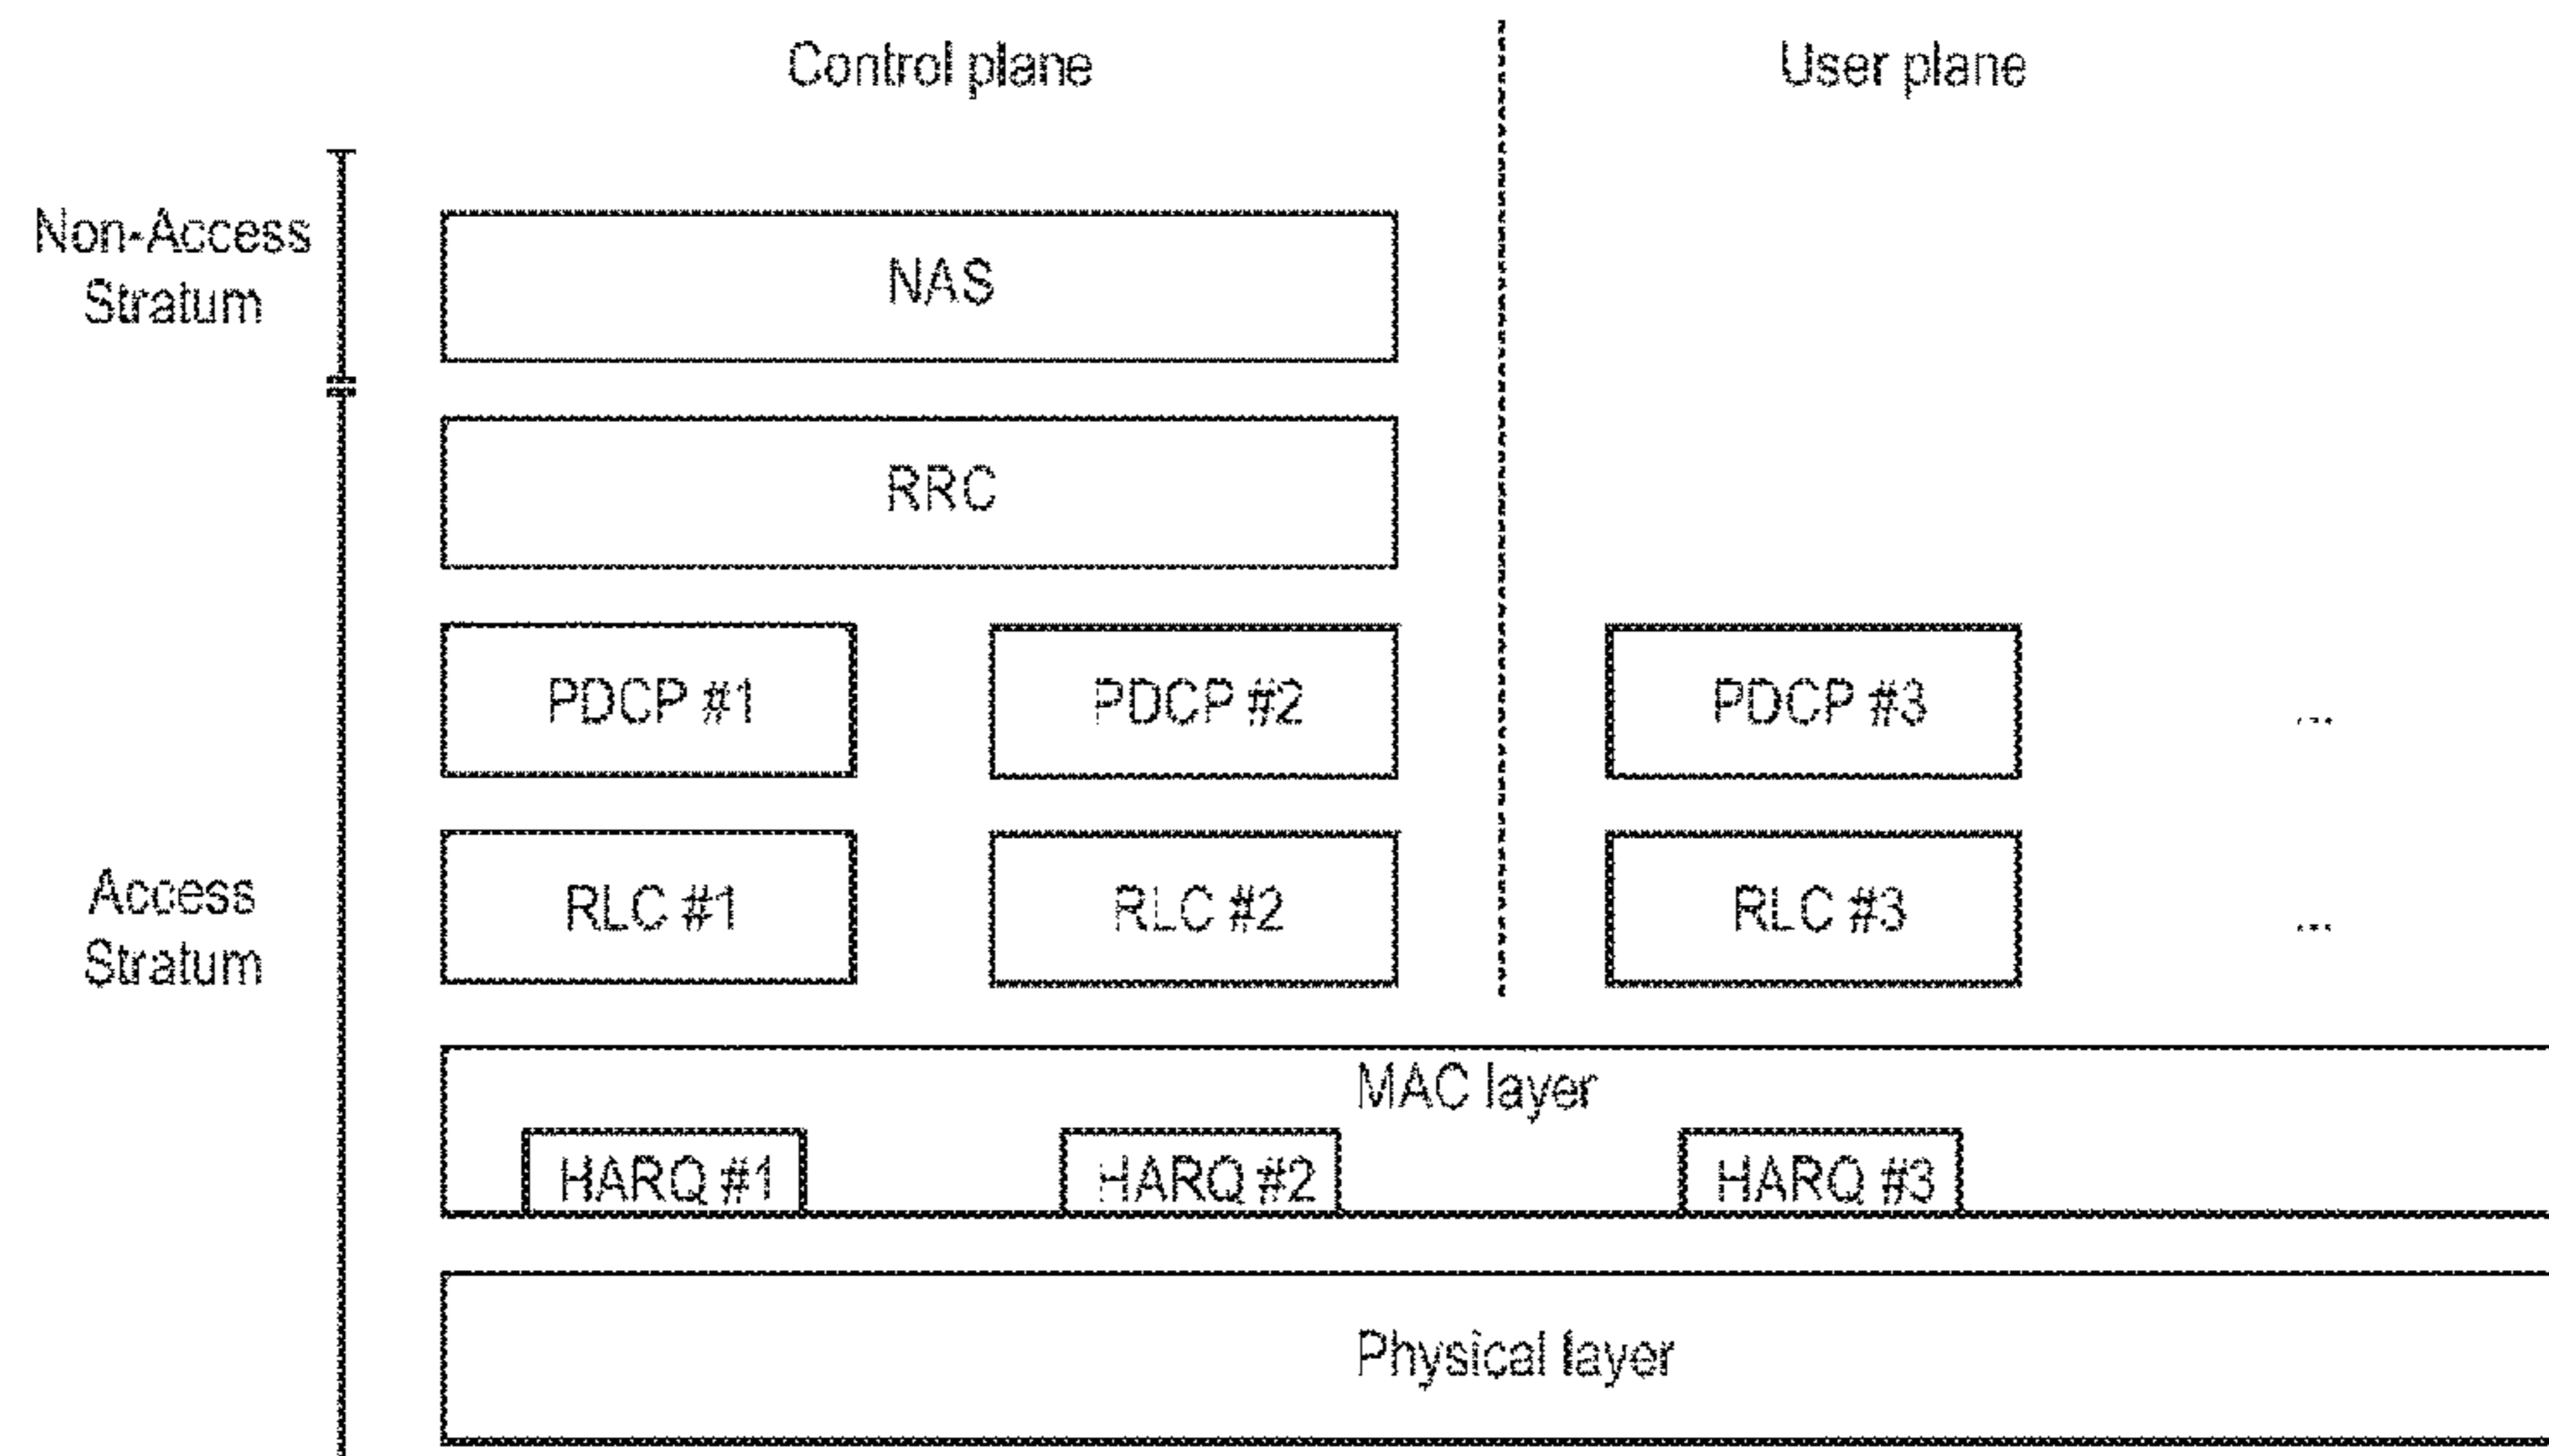 Control plane
User plane
Non-Access
Stratum
NAS
RRC
PDCP #1
PDCP #2
PDCP #3
...
Access
Stratum
RLC #1
RLC #2
RLC #3
...
MAC layer
HARQ #1
HARQ #2
HARQ #3
Physical layer